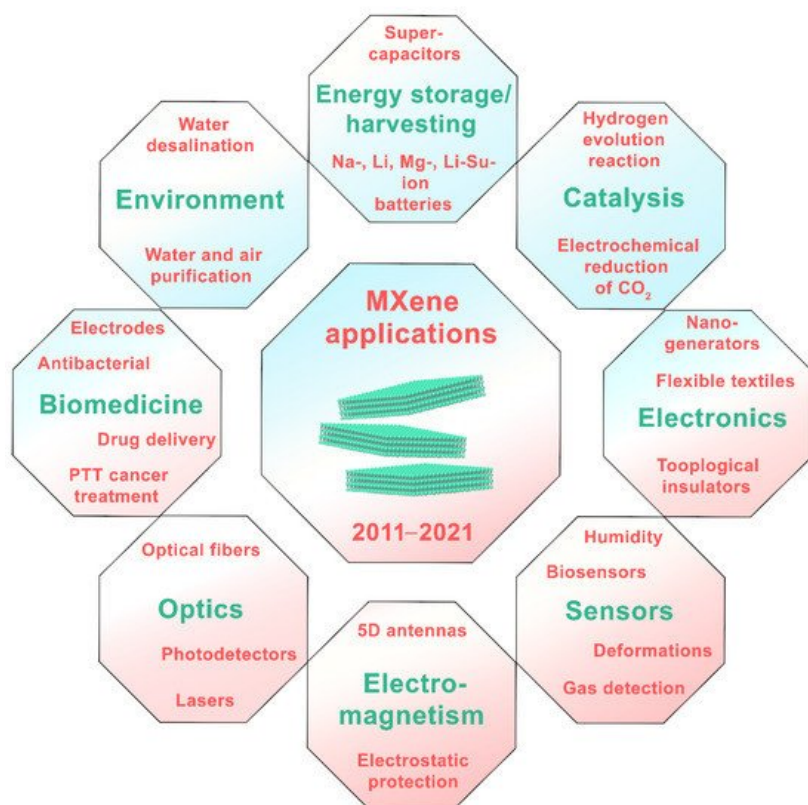 Super-
capacitors
Energy storage/
harvesting
Na-, Li, Mg-, Li-Su-
ion
batteries
Hydrogen
evolution
reaction
Catalysis
Electrochemical
reduction
of CO₂
Nano-
generators
Flexible textiles
Electronics
Tooplogical
insulators
Humidity
Biosensors
Sensors
Deformations
Gas detection
5D antennas
Electro-
magnetism
Electrostatic
protection
Optical fibers
Optics
Photodetectors
Lasers
Electrodes
Antibacterial
Biomedicine
Drug delivery
PTT cancer
treatment
Water
desalination
Environment
Water and air
purification
MXene
applications
2011–2021